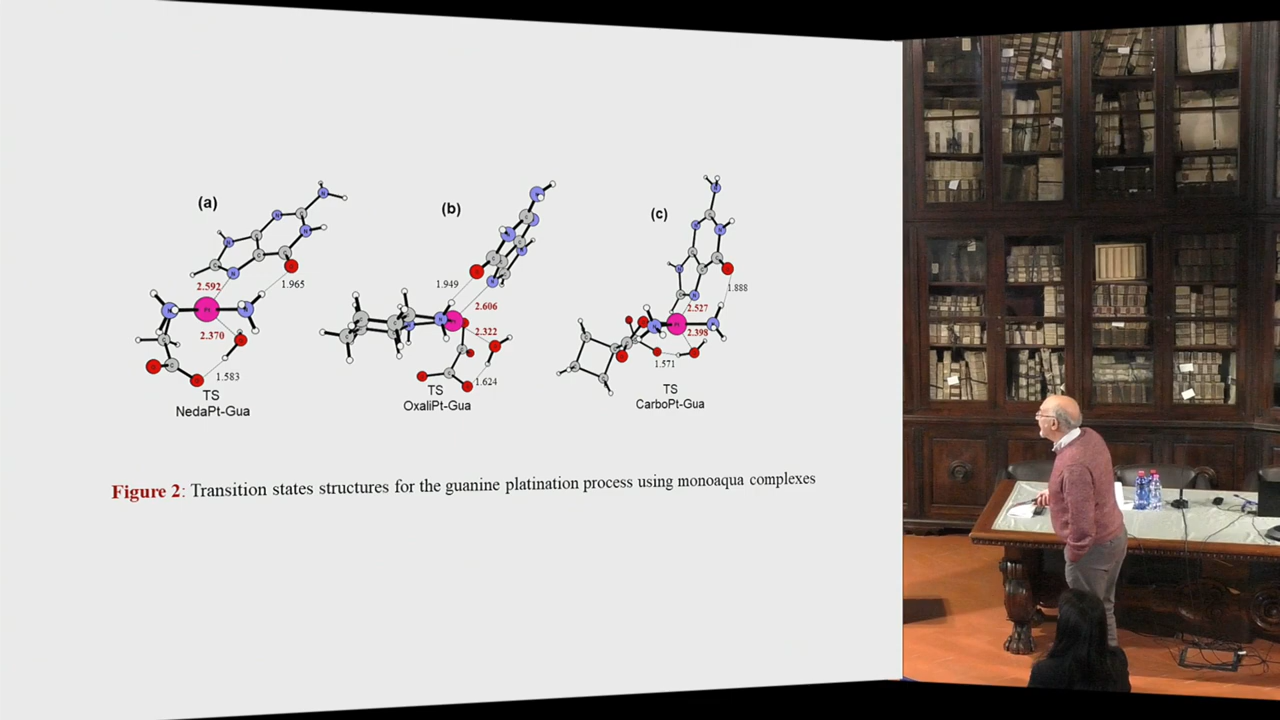 (a)
(b)
(c)
2.592
1.965
2.370
1.583
TS
NedaPt-Gua
1.949
2.606
2.322
1.624
TS
OxaliPt-Gua
1.888
2.527
2.398
1.571
TS
CarboPt-Gua
Figure 2: Transition states structures for the guanine platination process using monoaqua complexes